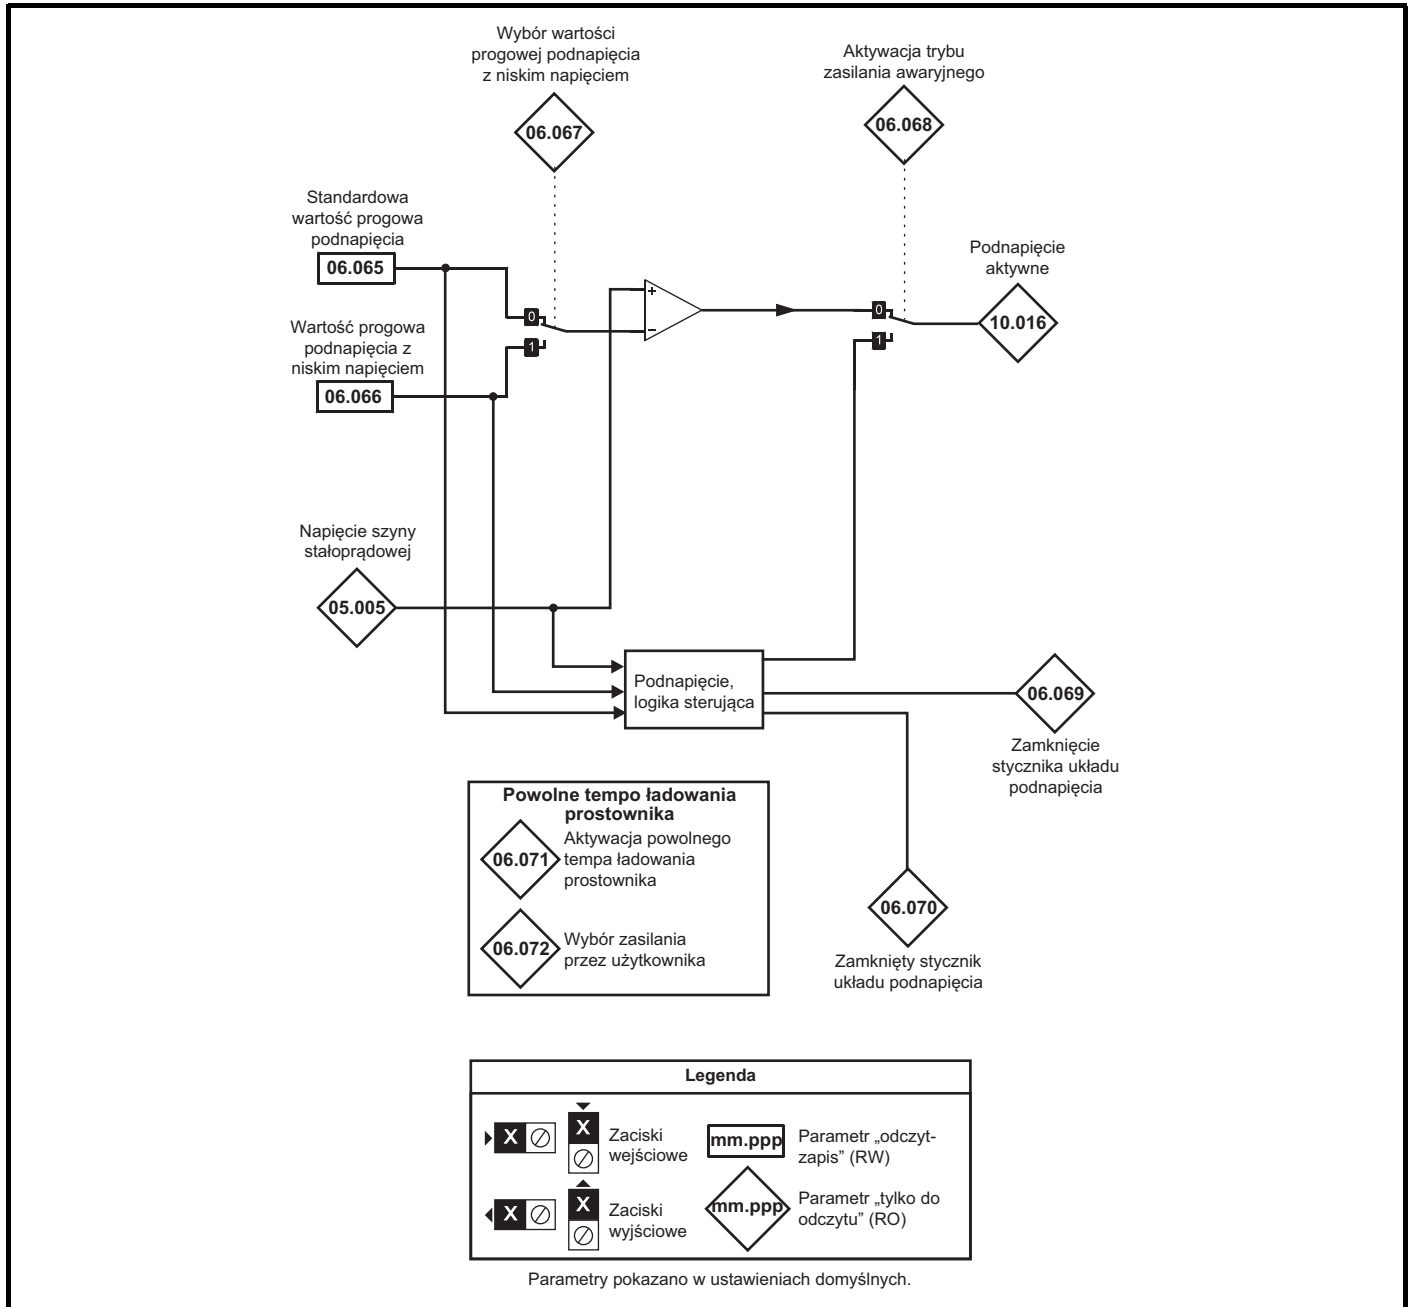 Wybór wartości
progowej podnapięcia
z niskim napięciem
06.067
Aktywacja trybu
zasilania awaryjnego
06.068
Standardowa
wartość progowa
podnapięcia
06.065
Wartość progowa
podnapięcia z
niskim napięciem
06.066
0
1
+
−
0
1
Podnapięcie
aktywne
10.016
Napięcie szyny
stałoprądowej
05.005
Podnapięcie,
logika sterująca
06.069
Zamknięcie
stycznika układu
podnapięcia
06.070
Zamknięty stycznik
układu podnapięcia
Powolne tempo ładowania
prostownika
06.071
Aktywacja powolnego
tempa ładowania
prostownika
06.072
Wybór zasilania
przez użytkownika
Legenda
X
X
Zaciski
wejściowe
mm.ppp
Parametr „odczyt-
zapis” (RW)
X
X
Zaciski
wyjściowe
mm.ppp
Parametr „tylko do
odczytu” (RO)
Parametry pokazano w ustawieniach domyślnych.